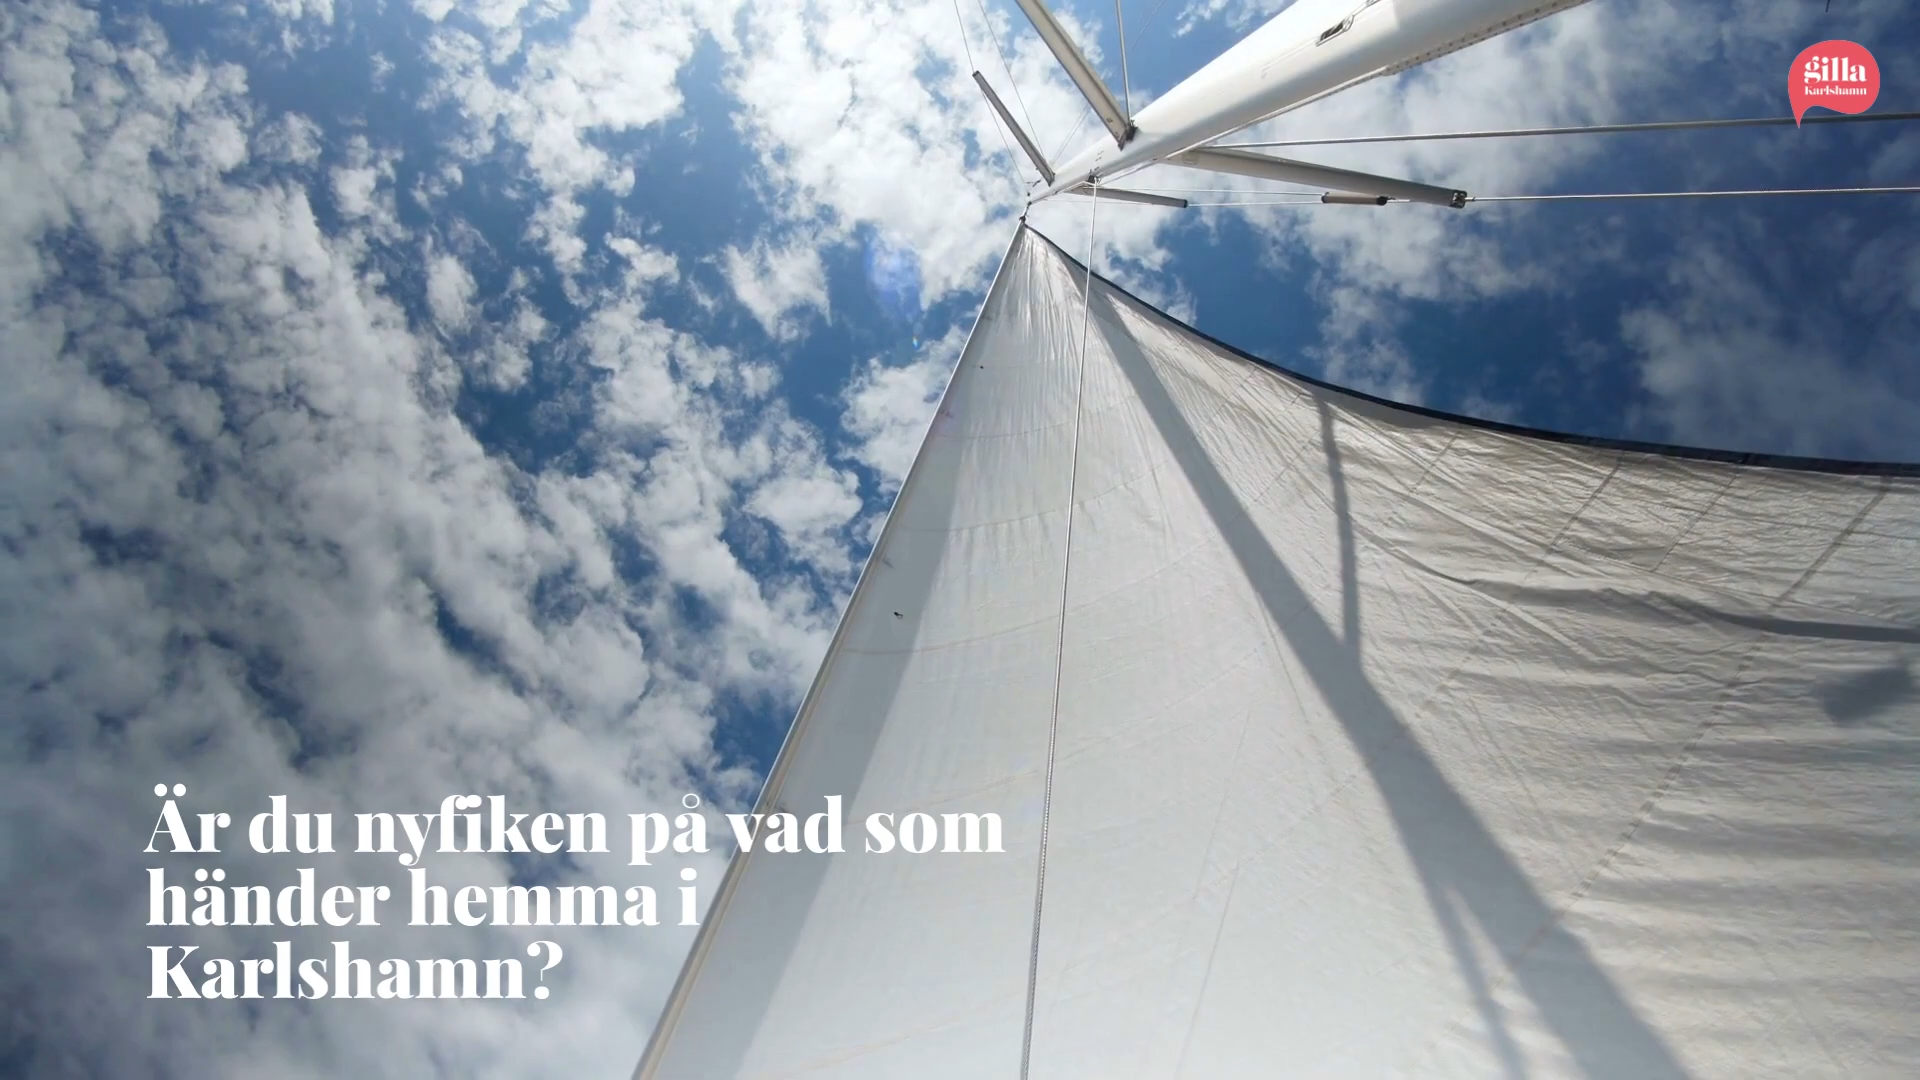 gilla
Karlshamn
Är du nyfiken på vad som
händer hemma i
Karlshamn?